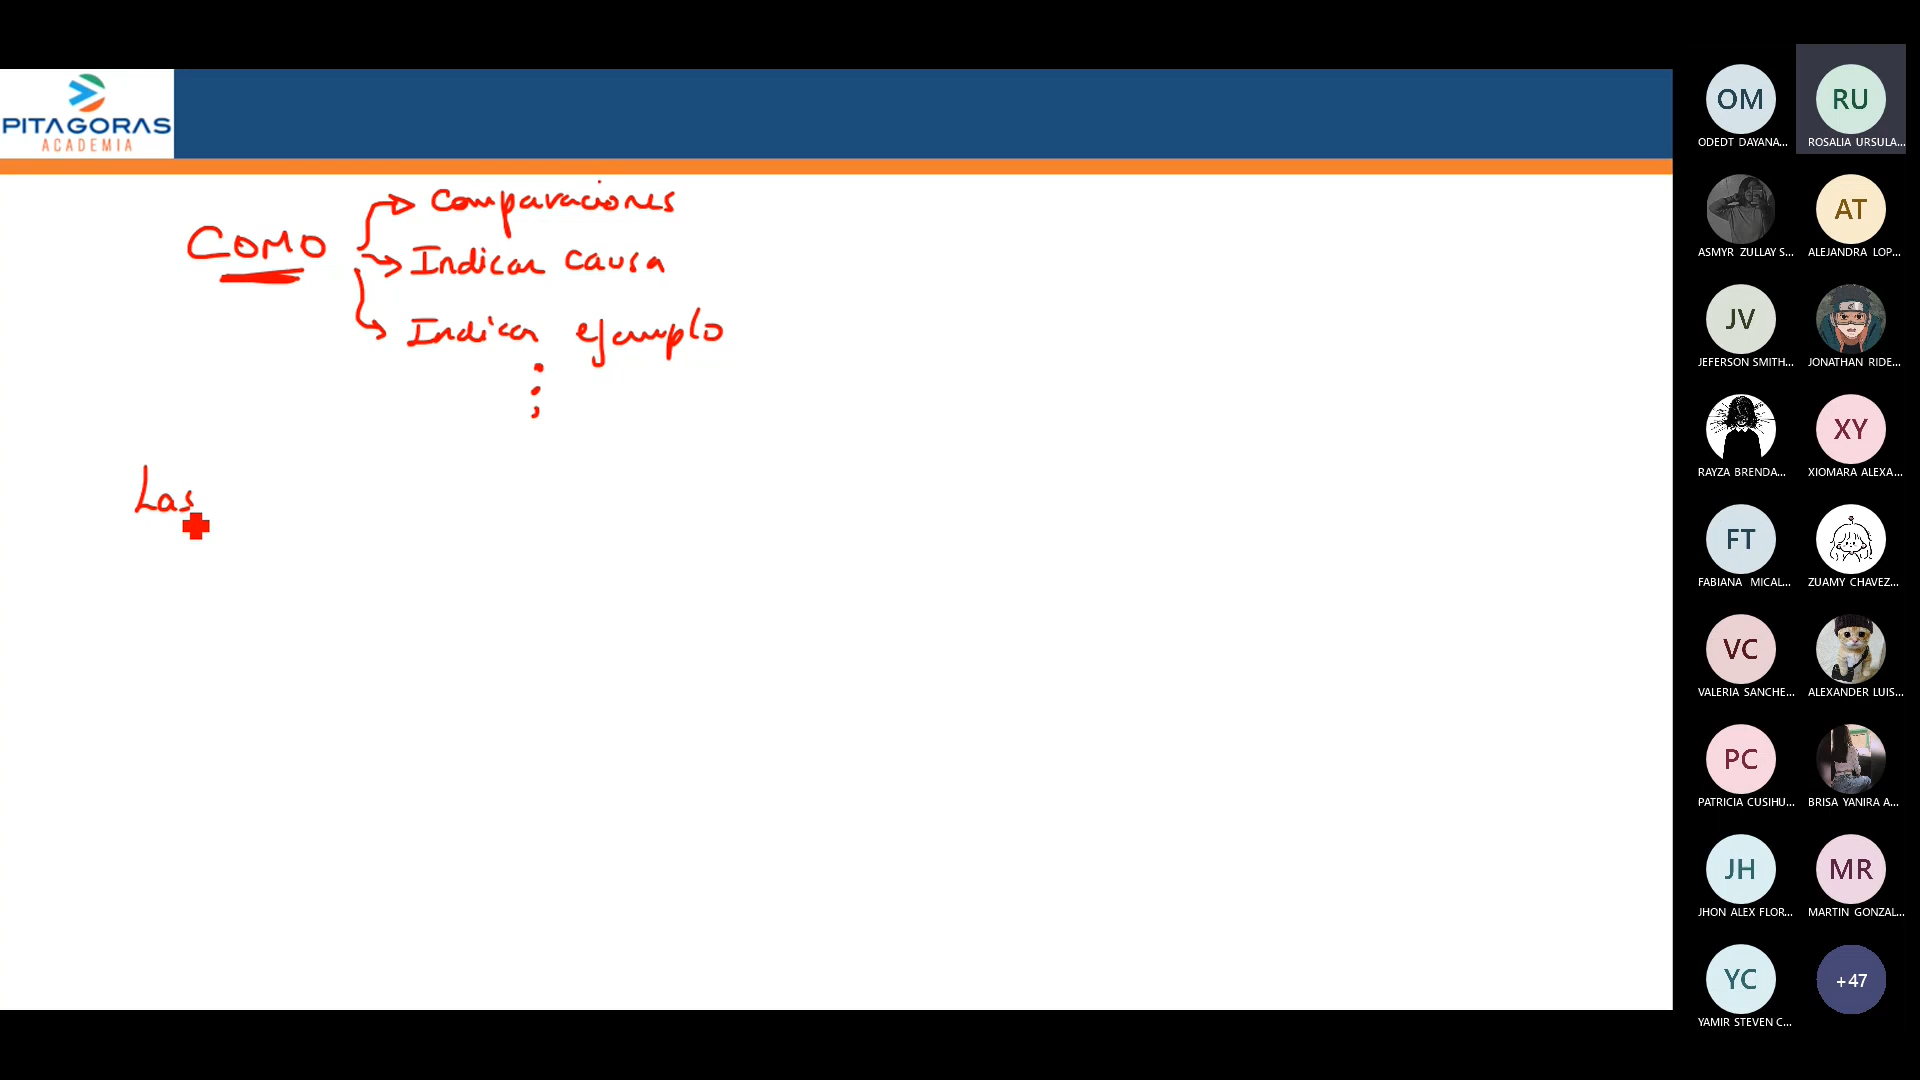 PITAGORAS
ACADEMIA
COMO
Comparaciones
Indicar causa
Indicar ejemplo
Las
OM
ODEDT DAYANA...
RU
ROSALIA URSULA...
ASMYR ZULLAY S...
AT
ALEJANDRA LOP...
JV
JEFERSON SMITH...
JONATHAN RIDE...
RAYZA BRENDA...
XY
XIOMARA ALEXA...
FT
FABIANA MICAL...
ZUAMY CHAVEZ...
VC
VALERIA SANCHE...
ALEXANDER LUIS...
PC
PATRICIA CUSIHU...
BRISA YANIRA A...
JH
JHON ALEX FLOR...
MR
MARTIN GONZAL...
YC
YAMIR STEVEN C...
+47